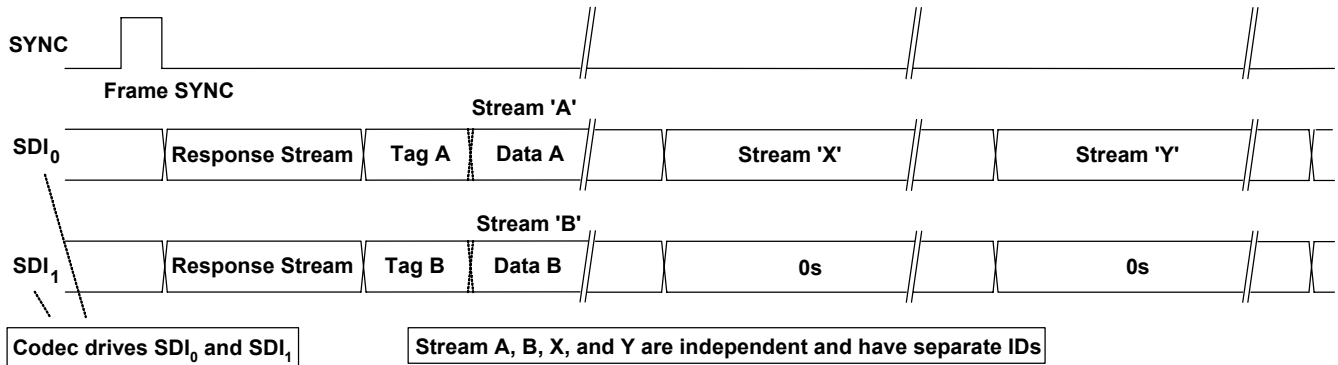 SYNC
Frame SYNC
Stream 'A'
SDI0 Response Stream Tag A Data A Stream 'X' Stream 'Y'
Stream 'B'
SDI1 Response Stream Tag B Data B 0s 0s
Codec drives SDI0 and SDI1
Stream A, B, X, and Y are independent and have separate IDs